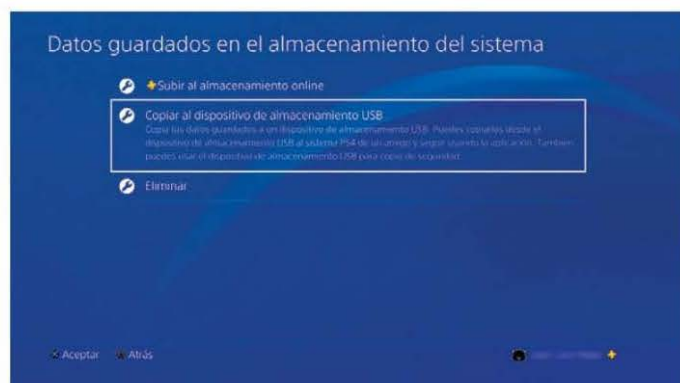 Datos guardados en el almacenamiento del sistema
Subir al almacenamiento online
Copiar al dispositivo de almacenamiento USB
Copia los datos guardados a un dispositivo de almacenamiento USB. Puedes copiarlos desde el
dispositivo de almacenamiento USB al sistema PS4 de un amigo y seguir usando la aplicación. También
puedes usar el dispositivo de almacenamiento USB para copia de seguridad.
Eliminar
Aceptar Atrás